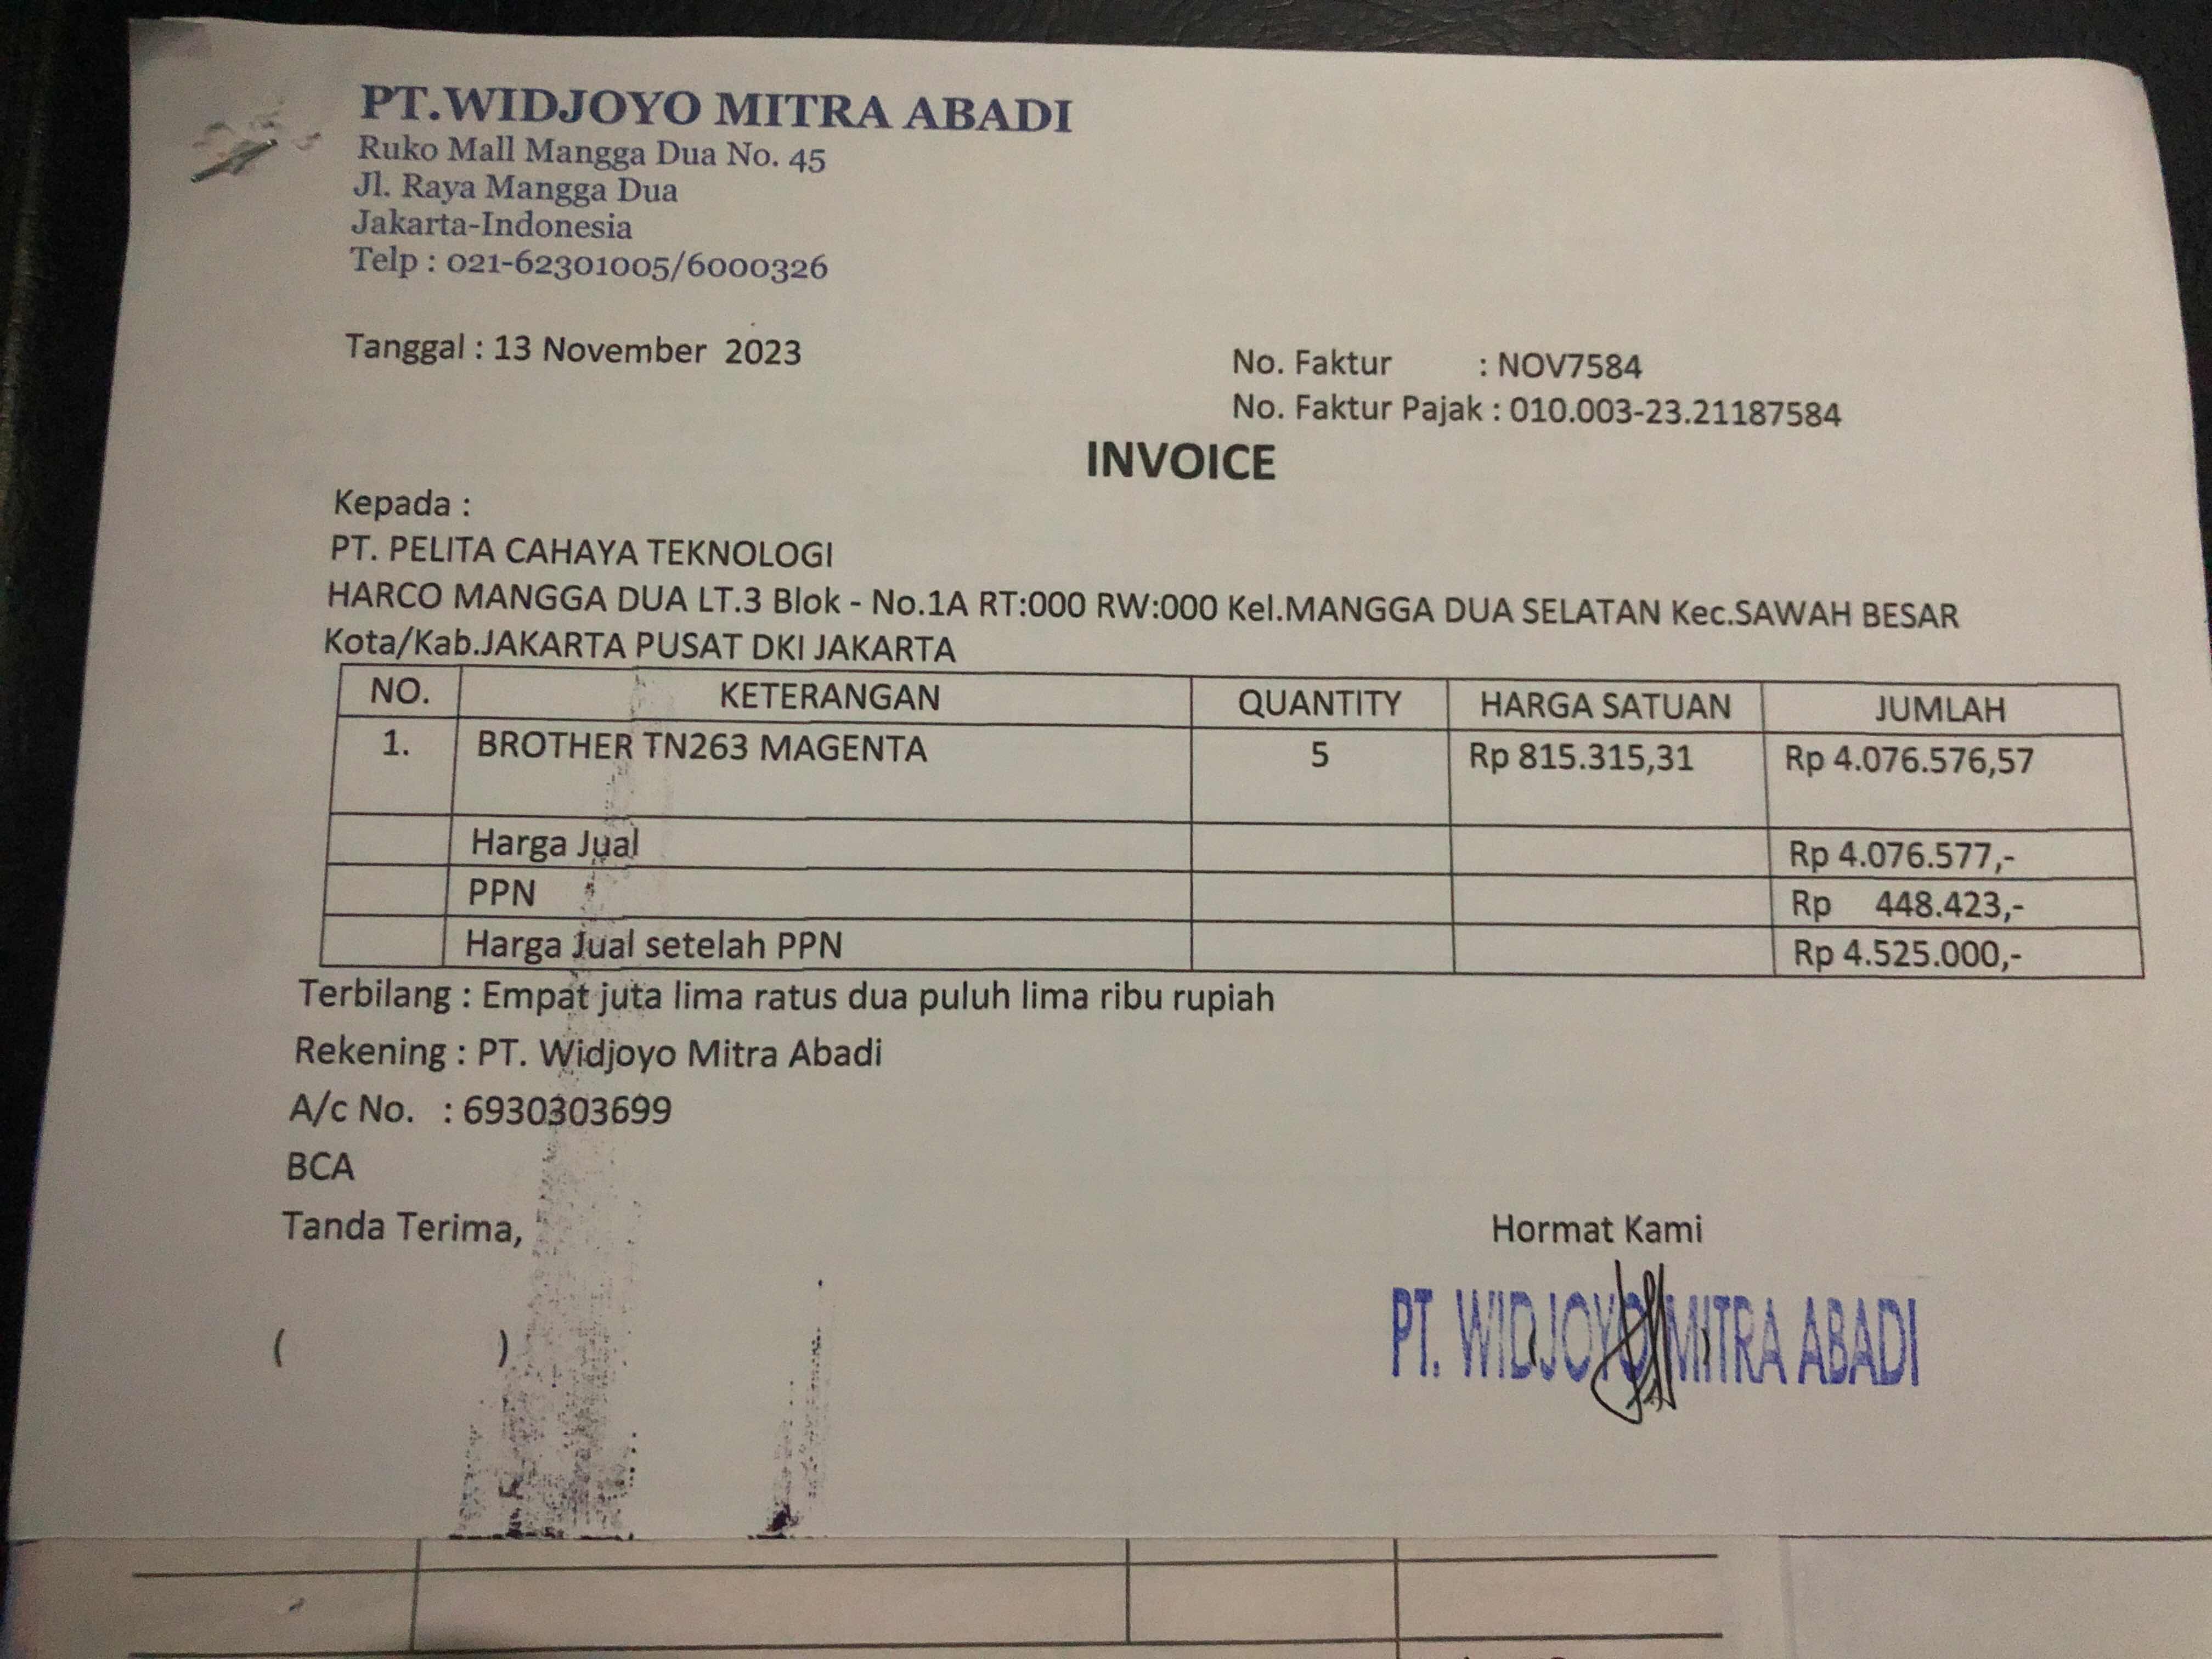 PT.WIDJOYO MITRA ABADI
Ruko Mall Mangga Dua No. 45
Jl. Raya Mangga Dua
Jakarta-Indonesia
Telp : 021-62301005/6000326
Tanggal : 13 November 2023
No. Faktur : NOV7584
No. Faktur Pajak : 010.003-23.21187584
INVOICE
Kepada :
PT. PELITA CAHAYA TEKNOLOGI
HARCO MANGGA DUA LT.3 Blok - No.1A RT:000 RW:000 Kel.MANGGA DUA SELATAN Kec.SAWAH BESAR
Kota/Kab.JAKARTA PUSAT DKI JAKARTA
NO. KETERANGAN QUANTITY HARGA SATUAN JUMLAH
1. BROTHER TN263 MAGENTA 5 Rp 815.315,31 Rp 4.076.576,57
Harga Jual Rp 4.076.577,-
PPN Rp 448.423,-
Harga Jual setelah PPN Rp 4.525.000,-
Terbilang : Empat juta lima ratus dua puluh lima ribu rupiah
Rekening : PT. Widjoyo Mitra Abadi
A/c No. : 6930303699
BCA
Tanda Terima, Hormat Kami
( )
PT. WIDJOYO MITRA ABADI